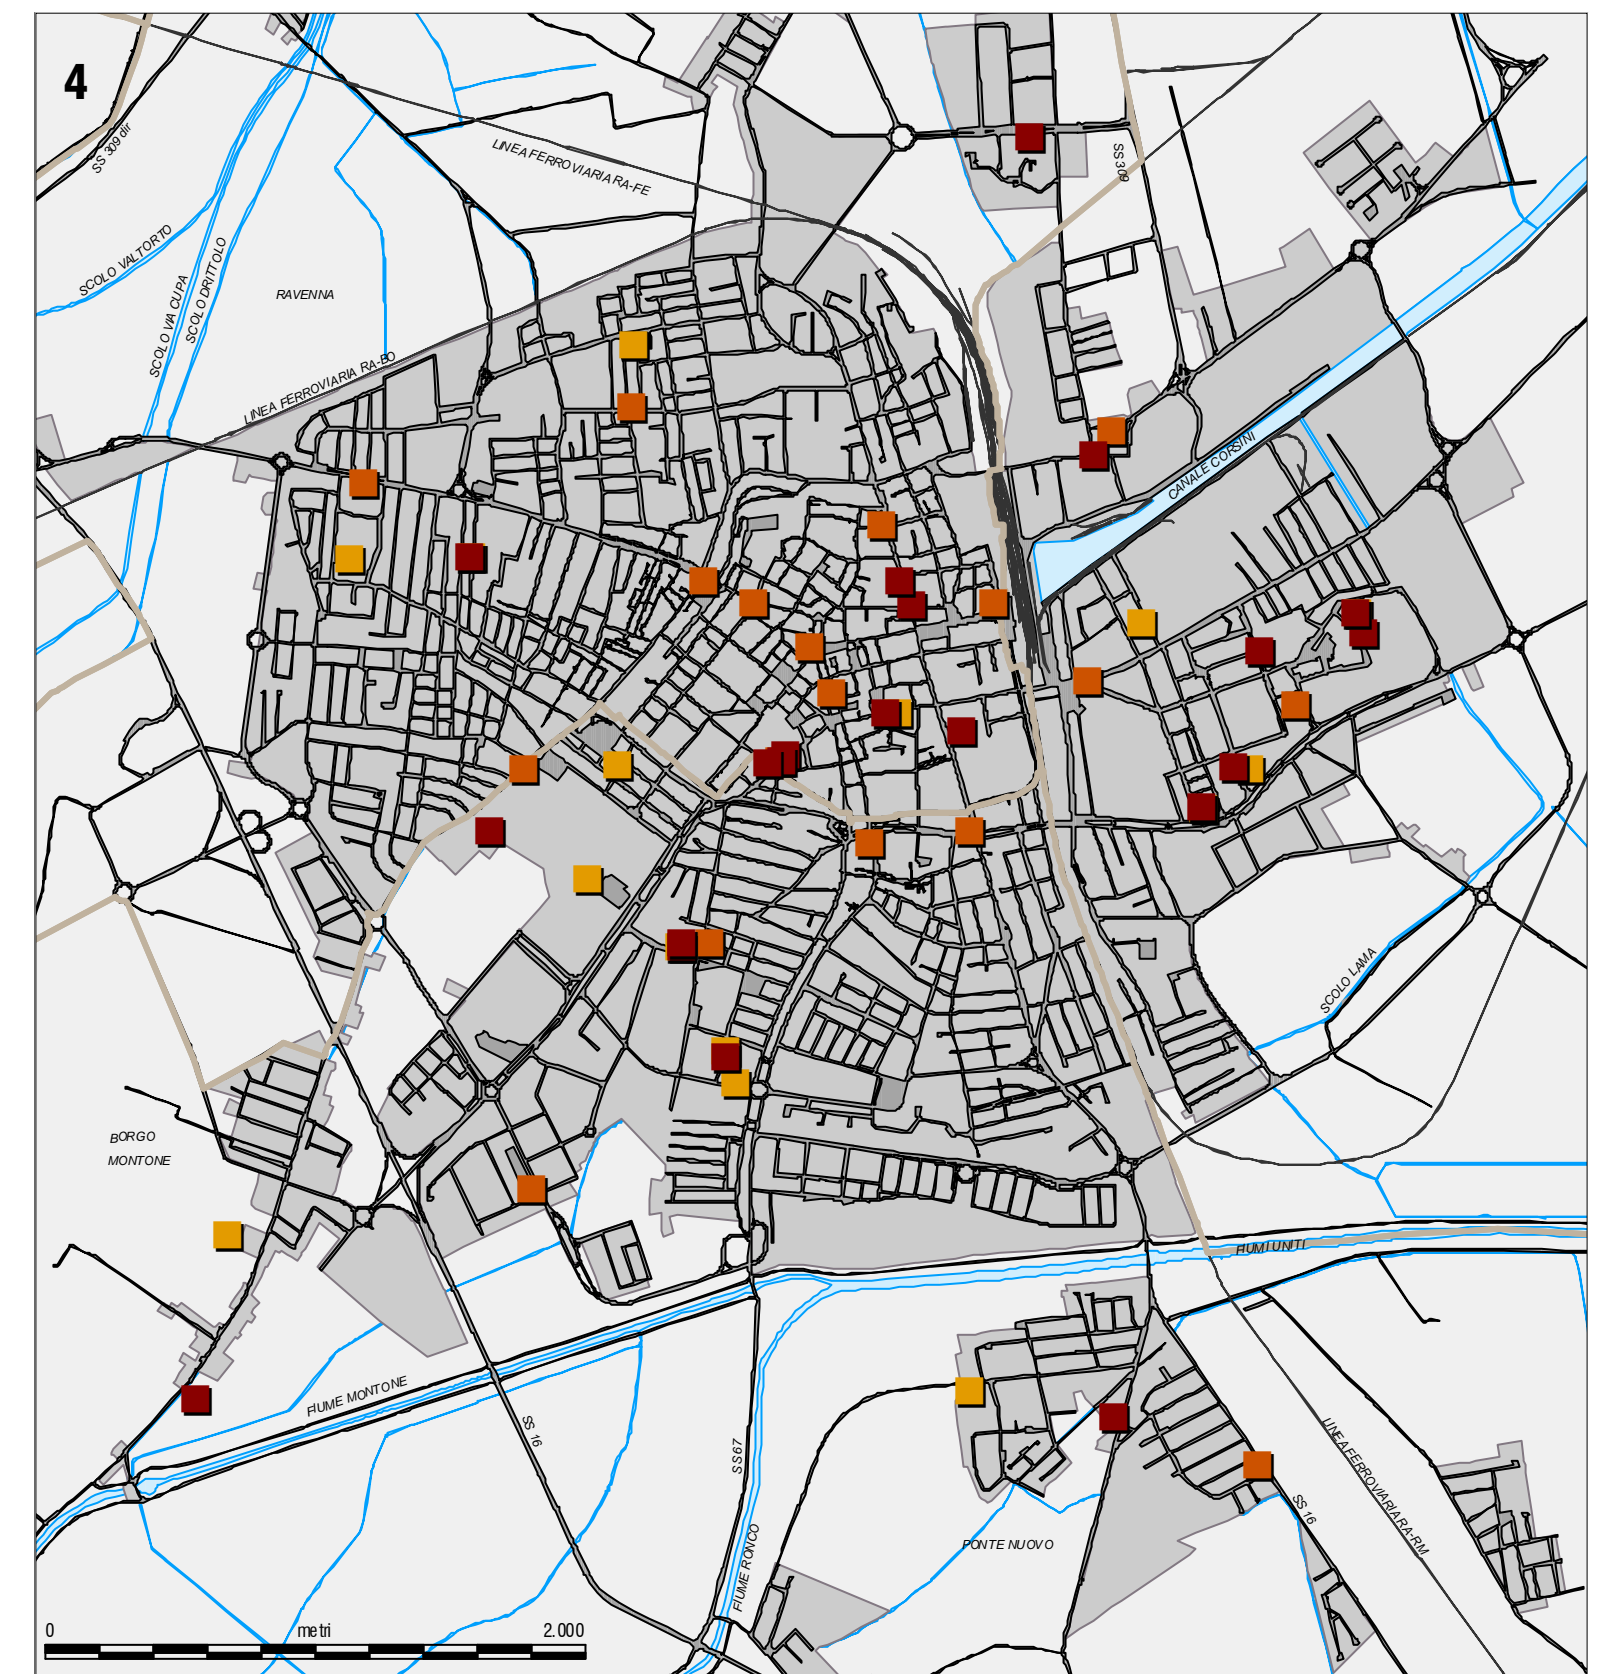 4
SS 309 dir
LINEA FERROVIARIA RA-FE
SS 309
SCOLO VALTORTO
SCOLO VIA CUPA
SCOLO DRITTOLO
RAVENNA
LINEA FERROVIARIA RA-BO
CANALE CORSINI
SCOLO LAMA
BORGO
MONTONE
FIUMI UNITI
FIUME MONTONE
SS 16
SS 67
LINEA FERROVIARIA RA-RM
SS 16
FIUME RONCO
PONTE NUOVO
0 metri 2.000